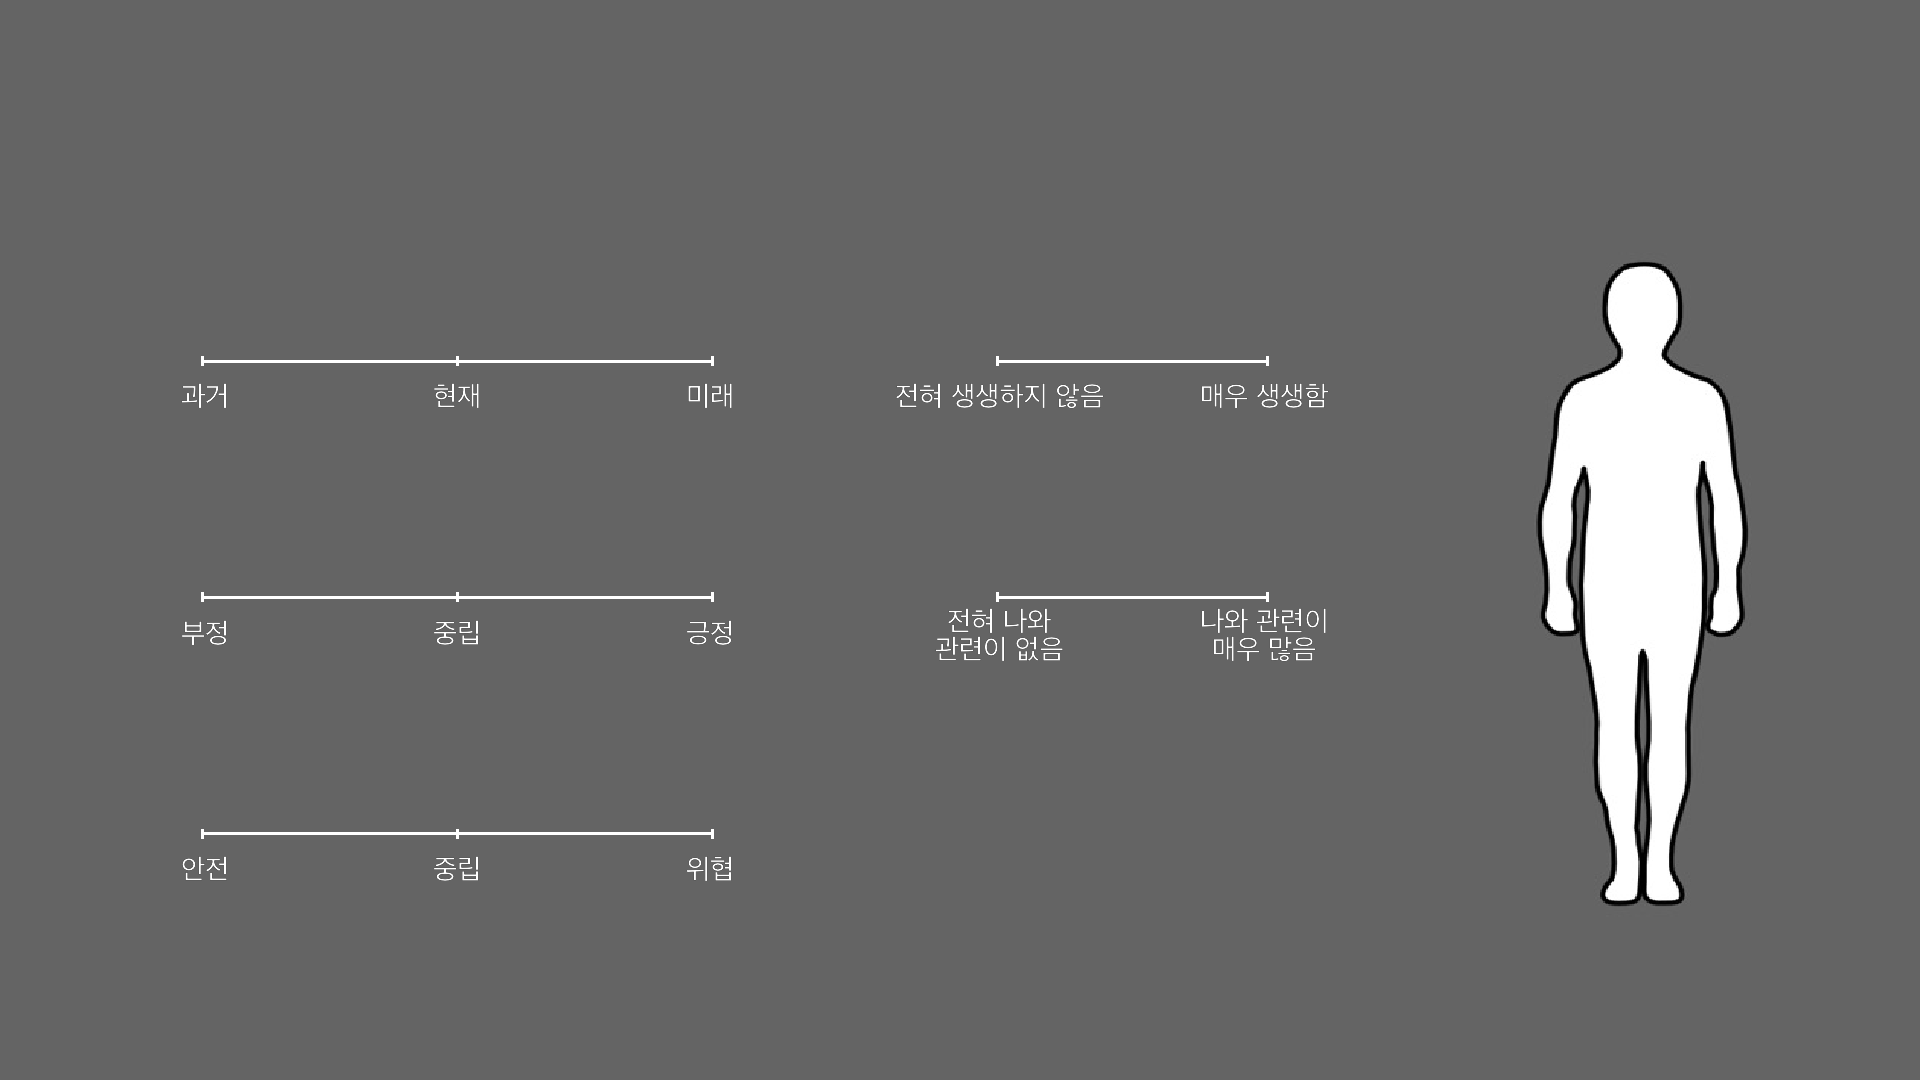 과거 현재 미래
전혀 생생하지 않음 매우 생생함
부정 중립 긍정
전혀 나와 나와 관련이
관련이 없음 매우 많음
안전 중립 위협